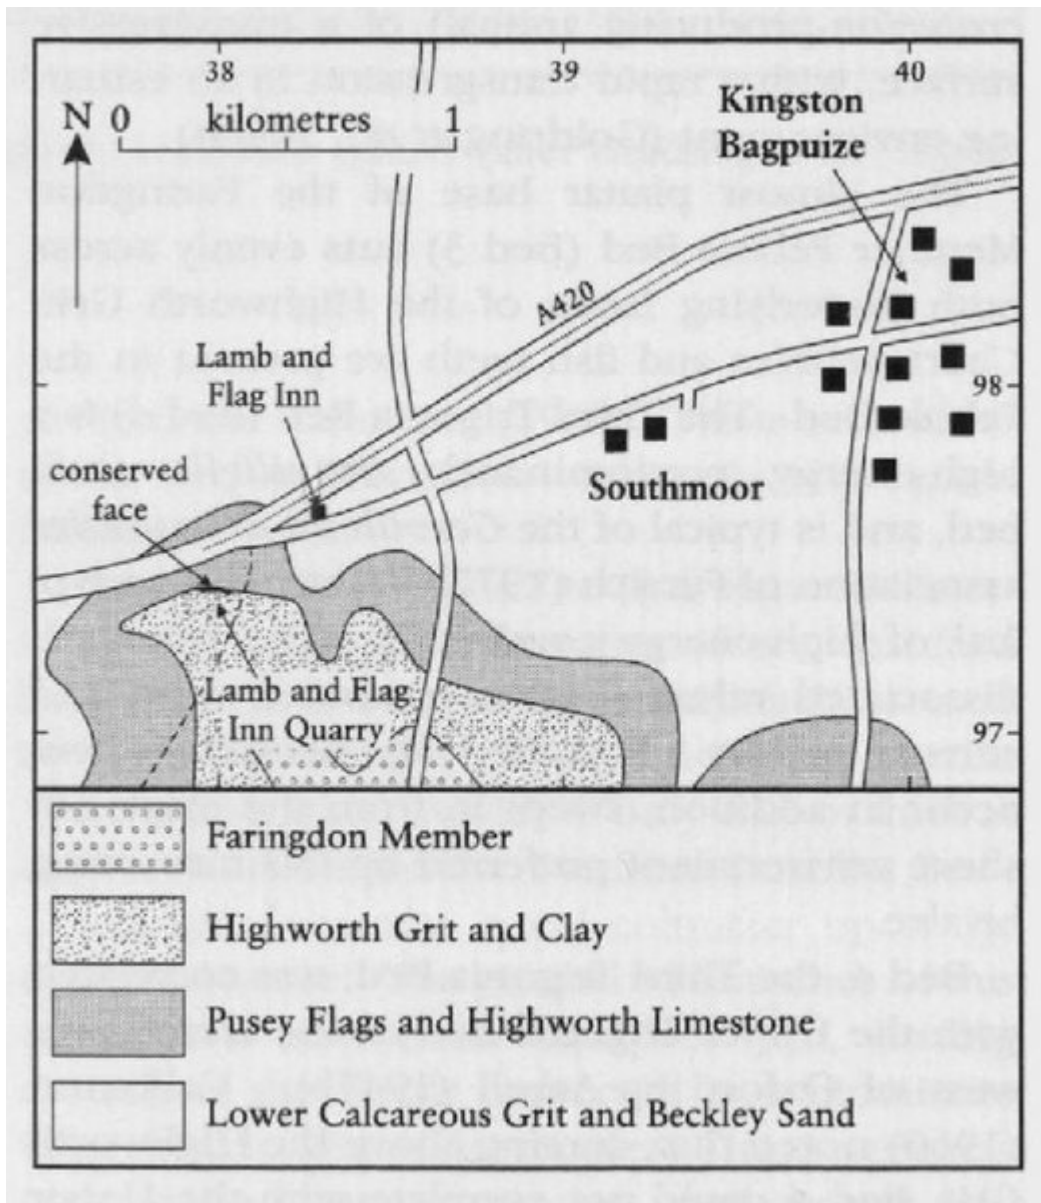 38
39
40
N 0 kilometres 1
Kingston
Bagpuize
A420
Lamb and
Flag Inn
98
conserved
face
Southmoor
Lamb and Flag
Inn Quarry
97
Faringdon Member
Highworth Grit and Clay
Pusey Flags and Highworth Limestone
Lower Calcareous Grit and Beckley Sand